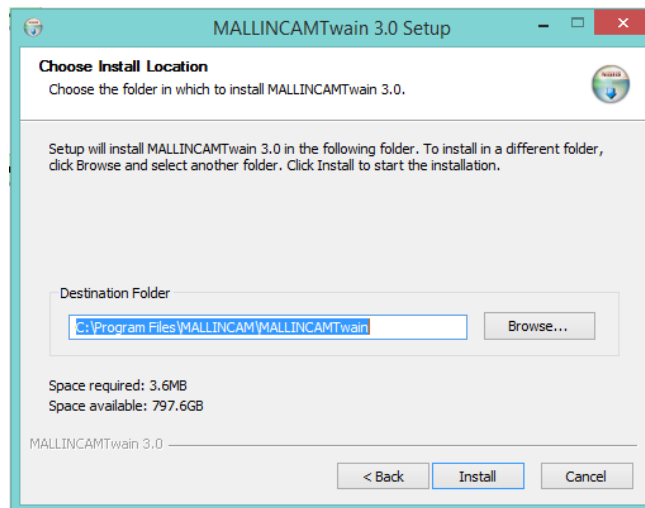 MALLINCAMTwain 3.0 Setup
Choose Install Location
Choose the folder in which to install MALLINCAMTwain 3.0.
Setup will install MALLINCAMTwain 3.0 in the following folder. To install in a different folder,
click Browse and select another folder. Click Install to start the installation.
Destination Folder
C:\Program Files\MALLINCAM\MALLINCAMTwain
Browse...
Space required: 3.6MB
Space available: 797.6GB
MALLINCAMTwain 3.0
< Back
Install
Cancel